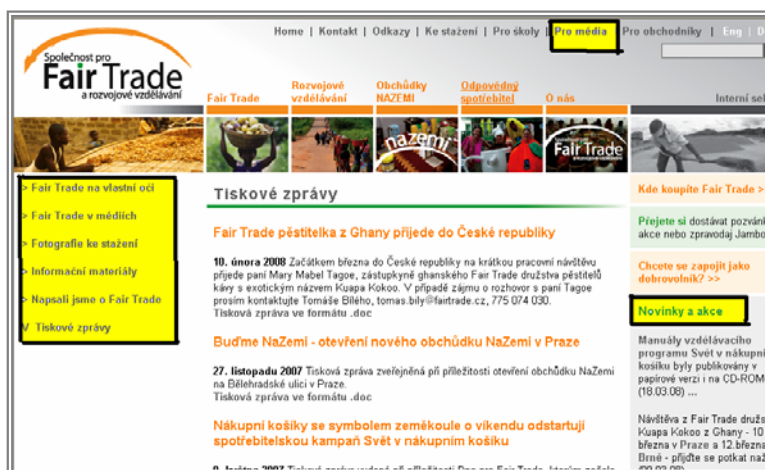 Home | Kontakt | Odkazy | Ke stažení | Pro školy | Pro média Pro obchodníky | Eng |
Společnost pro
Fair Trade
a rozvojové vzdělávání
Fair Trade
Rozvojové vzdělávání
Obchůdky NAZEMI
Odpovědný spotřebitel
O nás
Interní
nazemi
Společnost pro
Fair Trade
a rozvojové vzdělávání
> Fair Trade na vlastní oči
> Fair Trade v médiích
> Fotografie ke stažení
> Informační materiály
> Napsali jsme o Fair Trade
V Tiskové zprávy
Tiskové zprávy
Fair Trade pěstitelka z Ghany přijede do České republiky
10. února 2008 Začátkem března do České republiky na krátkou pracovní návštěvu
přijede paní Mary Mabel Tagoe, zástupkyně ghanského Fair Trade družstva pěstitelů
kávy s exotickým názvem Kuapa Kokoo. V případě zájmu o rozhovor s paní Tagoe
prosím kontaktujte Tomáše Bílého, tomas.bily@fairtrade.cz, 775 074 030.
Tisková zpráva ve formátu .doc
Buďme NaZemi - otevření nového obchůdku NaZemi v Praze
27. listopadu 2007 Tisková zpráva zveřejněná při příležitosti otevření obchůdku NaZemi
na Bělehradské ulici v Praze.
Tisková zpráva ve formátu .doc
Nákupní košíky se symbolem zeměkoule o víkendu odstartují
spotřebitelskou kampaň Svět v nákupním košíku
Kde koupíte Fair Trade >
Přejete si dostávat
akce nebo zpravodaj
Chcete se zapojit jako
dobrovolník? >>
Novinky a akce
Manuály vzdělávacího
programu Svět v
košíku byly publikovány v
papírové verzi i na CD-ROM
(18.03.08) ...
Návštěva z Fair Trade
Kuapa Kokoo z Ghany - 10
března v Praze a 12.března
Brně - přijďte se potkat